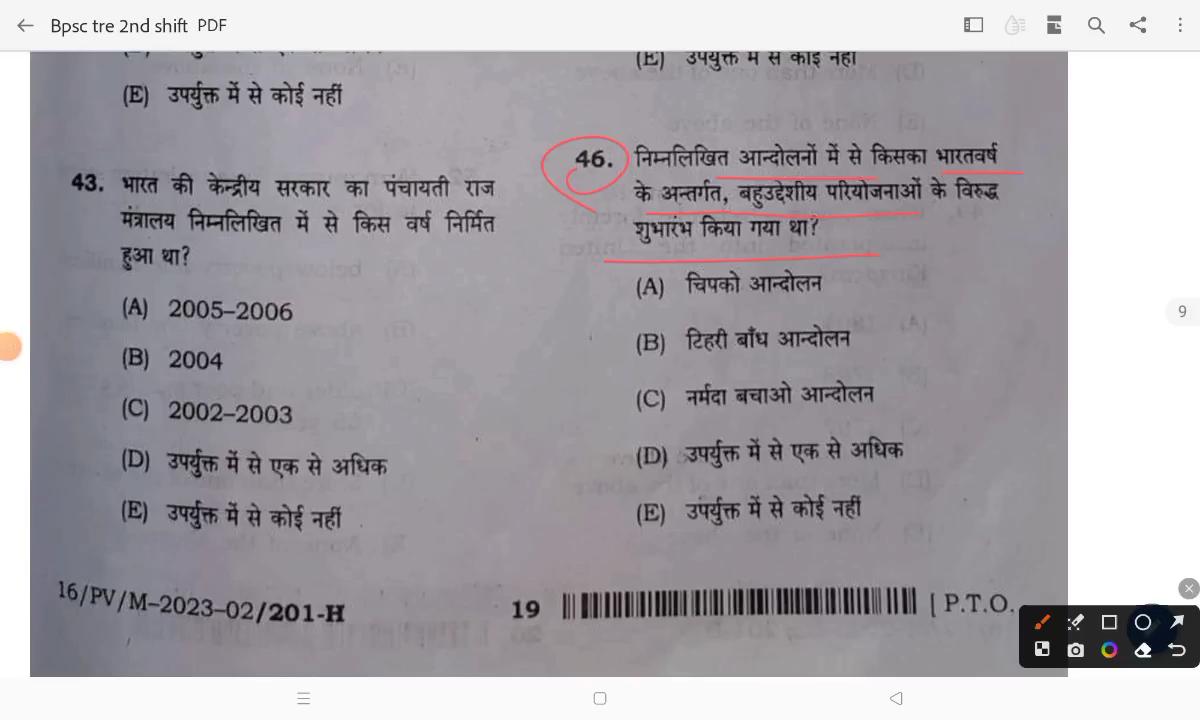 Bpsc tre 2nd shift PDF
(E) उपर्युक्त में से कोई नहीं
43. भारत की केन्द्रीय सरकार का पंचायती राज
मंत्रालय निम्नलिखित में से किस वर्ष निर्मित
हुआ था?
(A) 2005–2006
(B) 2004
(C) 2002–2003
(D) उपर्युक्त में से एक से अधिक
(E) उपर्युक्त में से कोई नहीं
16/PV/M–2023–02/201-H
(E) उपर्युक्त में से कोई नहीं
46. निम्नलिखित आन्दोलनों में से किसका भारतवर्ष
के अन्तर्गत, बहुउद्देशीय परियोजनाओं के विरुद्ध
शुभारंभ किया गया था?
(A) चिपको आन्दोलन
(B) टिहरी बाँध आन्दोलन
(C) नर्मदा बचाओ आन्दोलन
(D) उपर्युक्त में से एक से अधिक
(E) उपर्युक्त में से कोई नहीं
19
[ P.T.O.
9